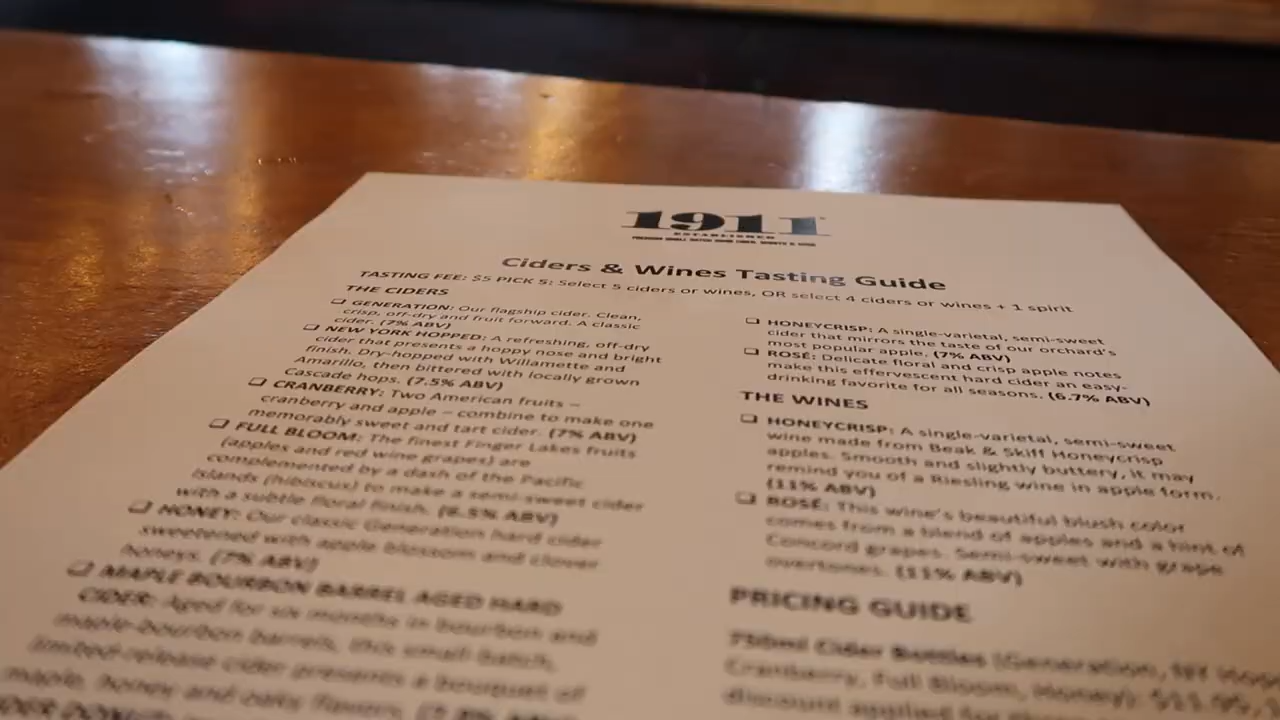 1911
ESTABLISHED
Ciders & Wines Tasting Guide
TASTING FEE: $5 PICK 5: Select 5 ciders or wines, OR select 4 ciders or wines + 1 spirit
THE CIDERS
❑ GENERATION: Our flagship cider. Clean,
crisp, off-dry and fruit forward. A classic
cider. (7% ABV)
❑ NEW YORK HOPPED: A refreshing, off-dry
cider that presents a hoppy nose and bright
finish. Dry-hopped with Willamette and
Amarillo, then bittered with locally grown
Cascade hops. (7.5% ABV)
❑ CRANBERRY: Two American fruits –
cranberry and apple – combine to make one
memorably sweet and tart cider. (7% ABV)
❑ FULL BLOOM: The finest Finger Lakes fruits
(apples and red wine grapes) are
complemented by a dash of the Pacific
Islands (hibiscus) to make a semi-sweet cider
with a subtle floral finish. (6.5% ABV)
❑ HONEY: Our classic Generation hard cider
sweetened with apple blossom and clover
honeys. (7% ABV)
❑ MAPLE BOURBON BARREL AGED HARD
CIDER: Aged for six months in bourbon and
maple-bourbon barrels, this small batch,
limited-release cider presents a bouquet of
maple, honey and oaky flavors.
❑ HONEYCRISP: A single-varietal, semi-sweet
cider that mirrors the taste of our orchard's
most popular apple. (7% ABV)
❑ ROSÉ: Delicate floral and crisp apple notes
make this effervescent hard cider an easy-
drinking favorite for all seasons. (6.7% ABV)
THE WINES
❑ HONEYCRISP: A single-varietal, semi-sweet
wine made from Beak & Skiff Honeycrisp
apples. Smooth and slightly buttery, it may
remind you of a Riesling wine in apple form.
(11% ABV)
❑ ROSÉ: This wine's beautiful blush color
comes from a blend of apples and a hint of
Concord grapes. Semi-sweet with grape
overtones. (11% ABV)
PRICING GUIDE
750ml Cider Bottles (Generation, NY
Cranberry, Full Bloom, Honey):
discount applied for